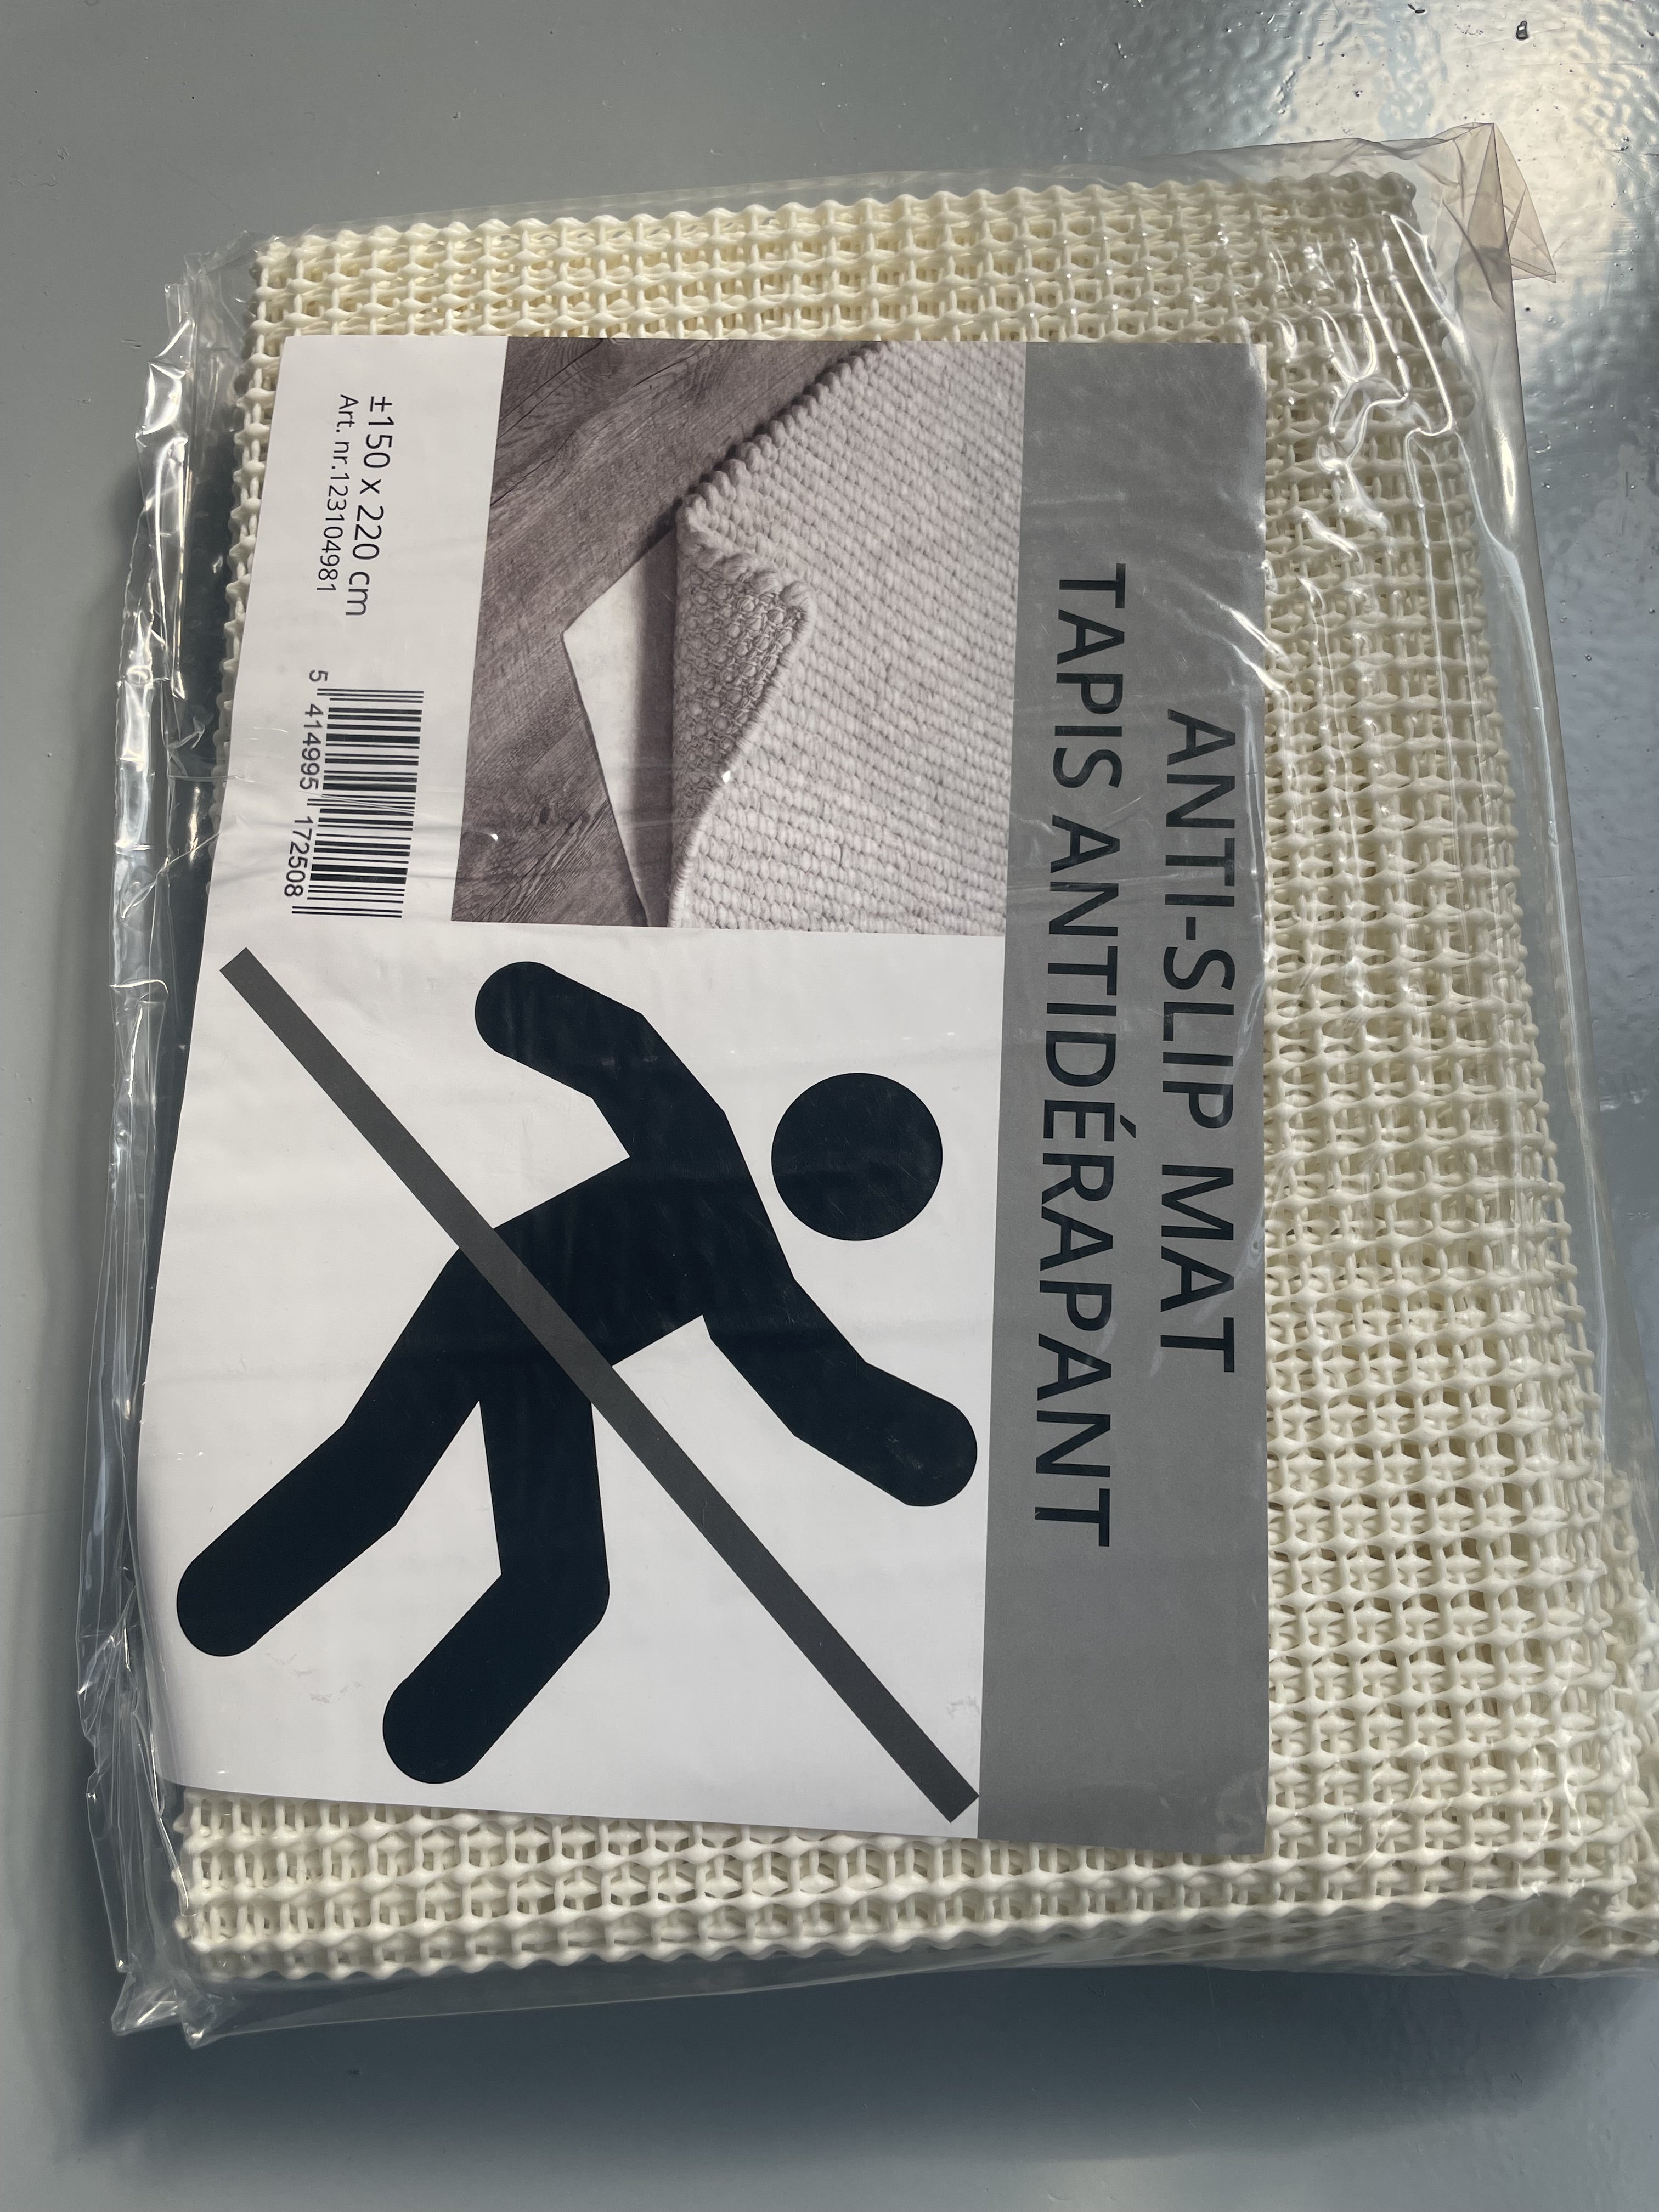 ANTI-SLIP MAT
TAPIS ANTIDÉRAPANT
±150 x 220 cm
Art. nr.123104981
5 414995 172508